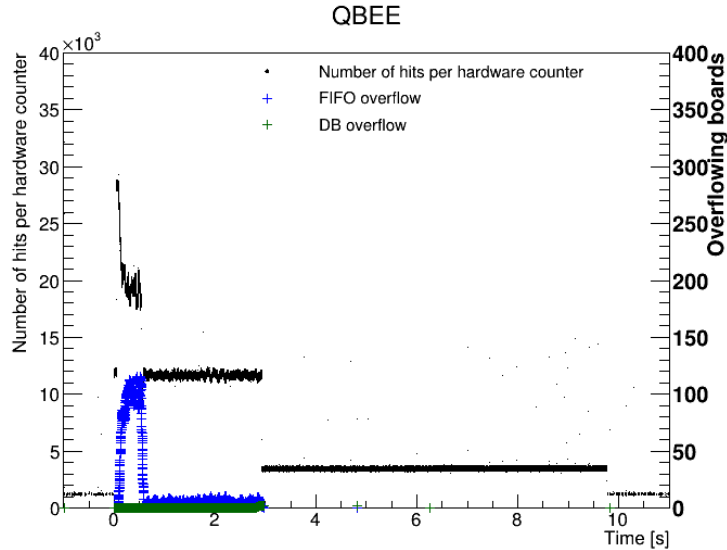 QBEE
×10³
Number of hits per hardware counter
40
35
30
25
20
15
10
5
0
Number of hits per hardware counter
FIFO overflow
DB overflow
400
350
300
250
200
150
100
50
0
Overflowing boards
0 2 4 6 8 10
Time [s]